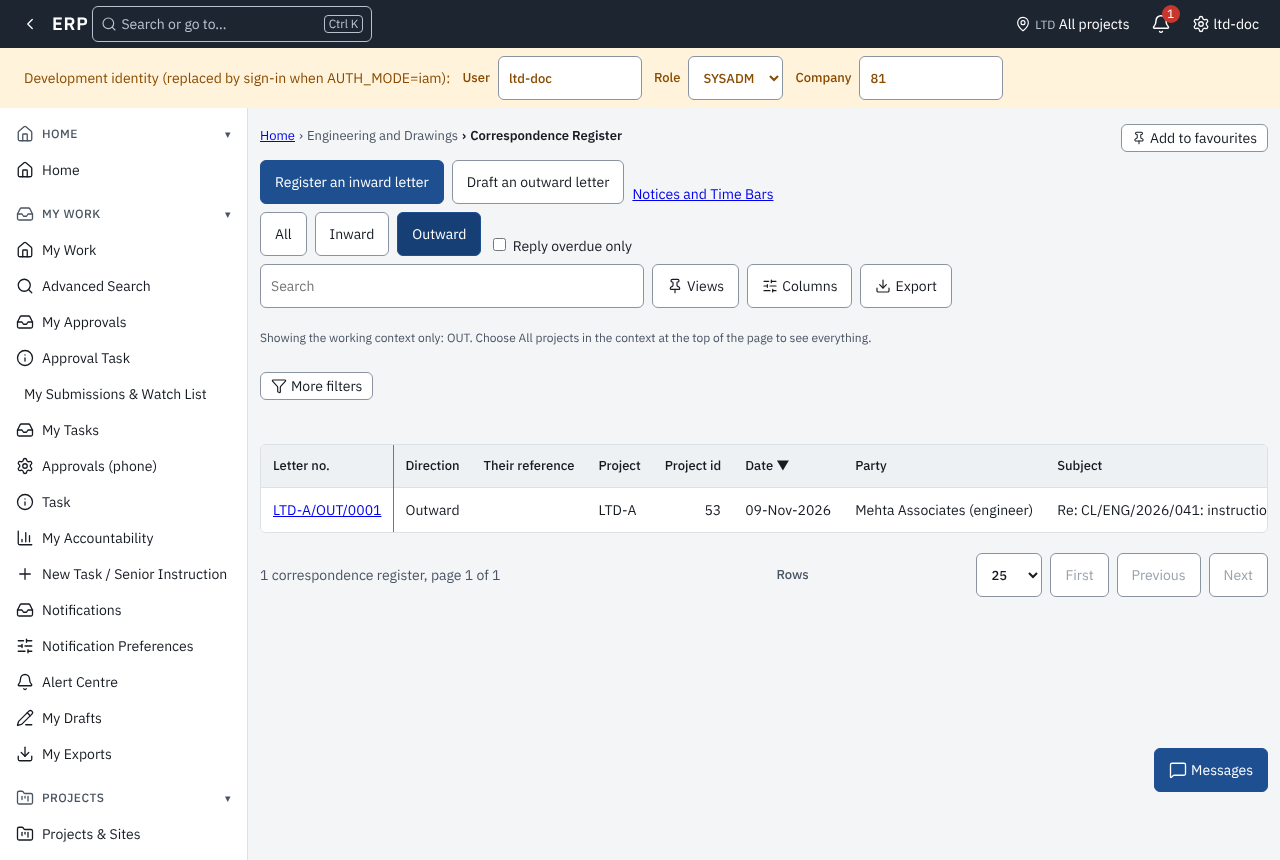 ERP
Search or go to...
Ctrl K
LTD All projects
1
ltd-doc
Development identity (replaced by sign-in when AUTH_MODE=iam):
User
ltd-doc
Role
SYSADM
Company
81
HOME
Home
MY WORK
My Work
Advanced Search
My Approvals
Approval Task
My Submissions & Watch List
My Tasks
Approvals (phone)
Task
My Accountability
New Task / Senior Instruction
Notifications
Notification Preferences
Alert Centre
My Drafts
My Exports
PROJECTS
Projects & Sites
Home › Engineering and Drawings › Correspondence Register
Add to favourites
Register an inward letter
Draft an outward letter
Notices and Time Bars
All
Inward
Outward
Reply overdue only
Search
Views
Columns
Export
Showing the working context only: OUT. Choose All projects in the context at the top of the page to see everything.
More filters
Letter no. Direction Their reference Project Project id Date ▼ Party Subject
LTD-A/OUT/0001 Outward LTD-A 53 09-Nov-2026 Mehta Associates (engineer) Re: CL/ENG/2026/041: instructio
1 correspondence register, page 1 of 1
Rows
25
First
Previous
Next
Messages